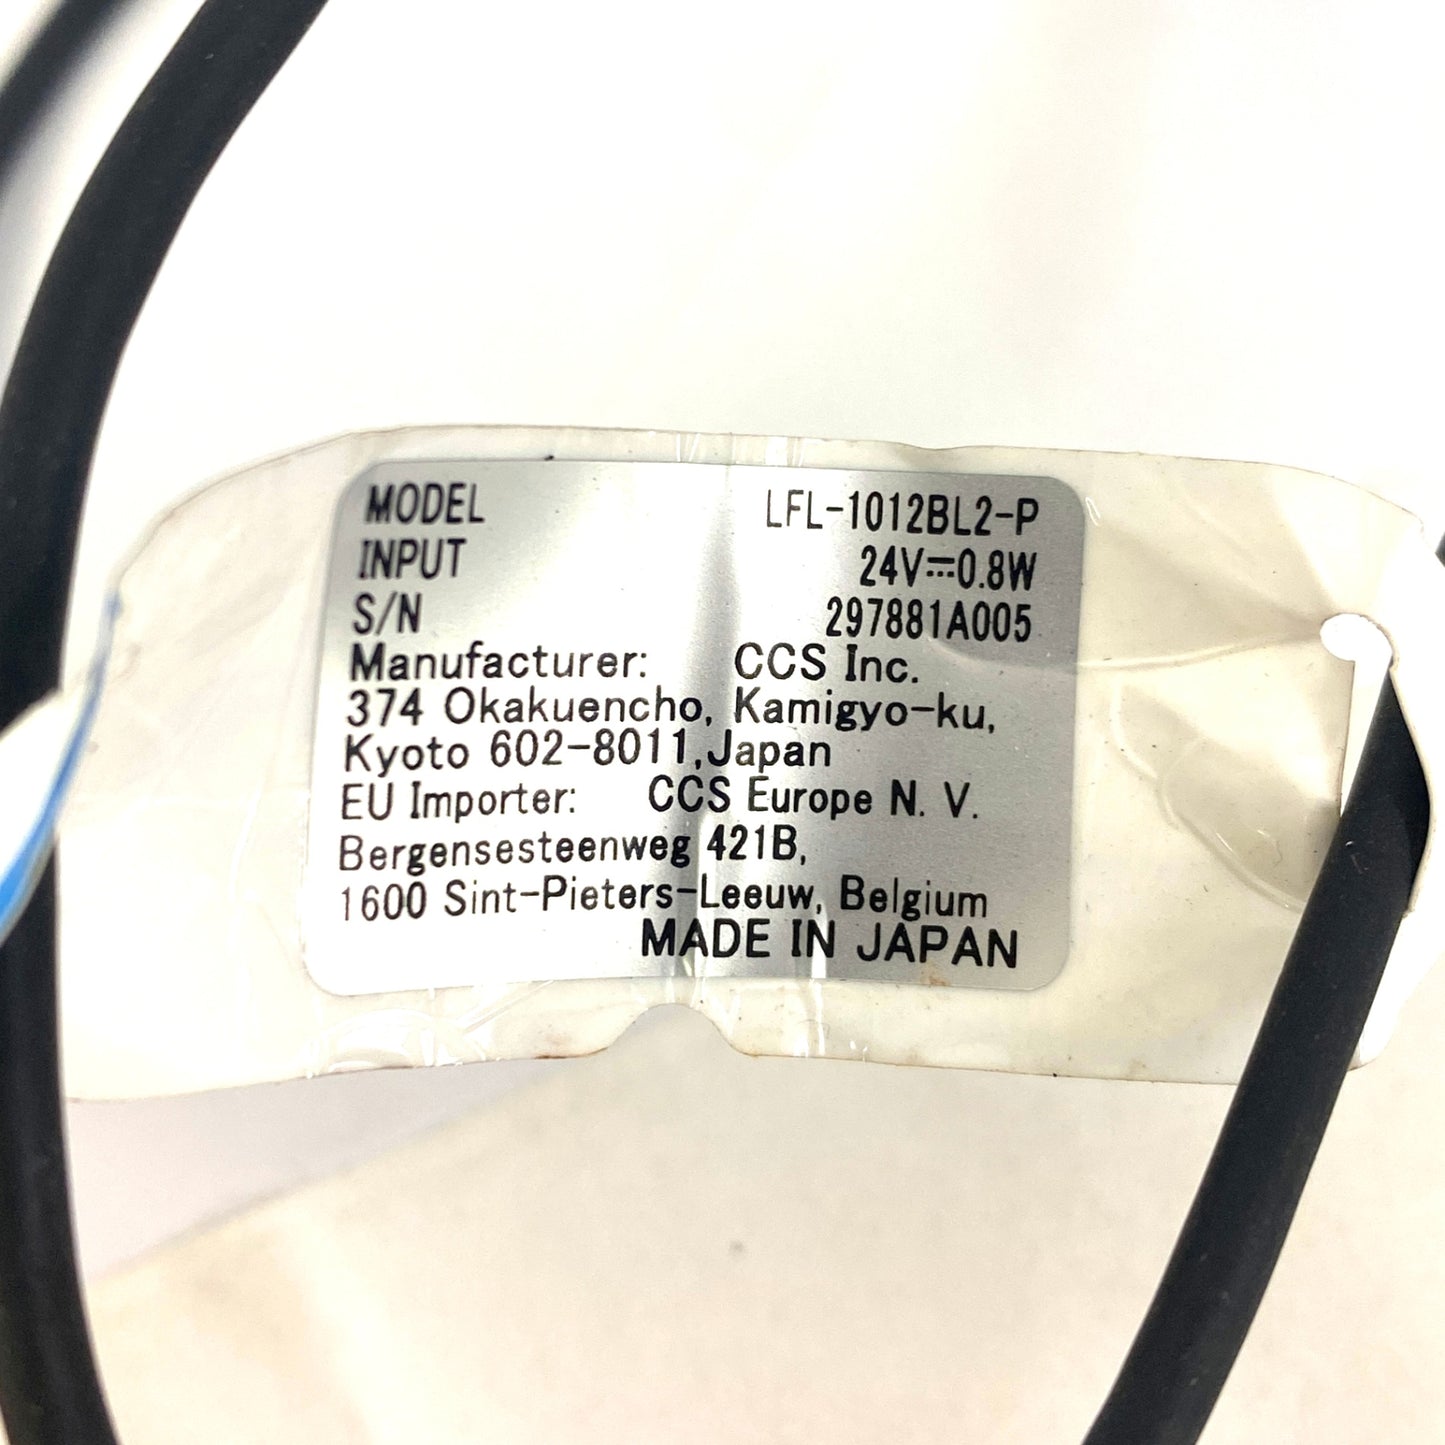 MODEL LFL-1012BL2-P
INPUT 24V⎓0.8W
S/N 297881A005
Manufacturer: CCS Inc.
374 Okakuencho, Kamigyo-ku,
Kyoto 602-8011,Japan
EU Importer: CCS Europe N. V.
Bergensesteenweg 421B,
1600 Sint-Pieters-Leeuw, Belgium
MADE IN JAPAN